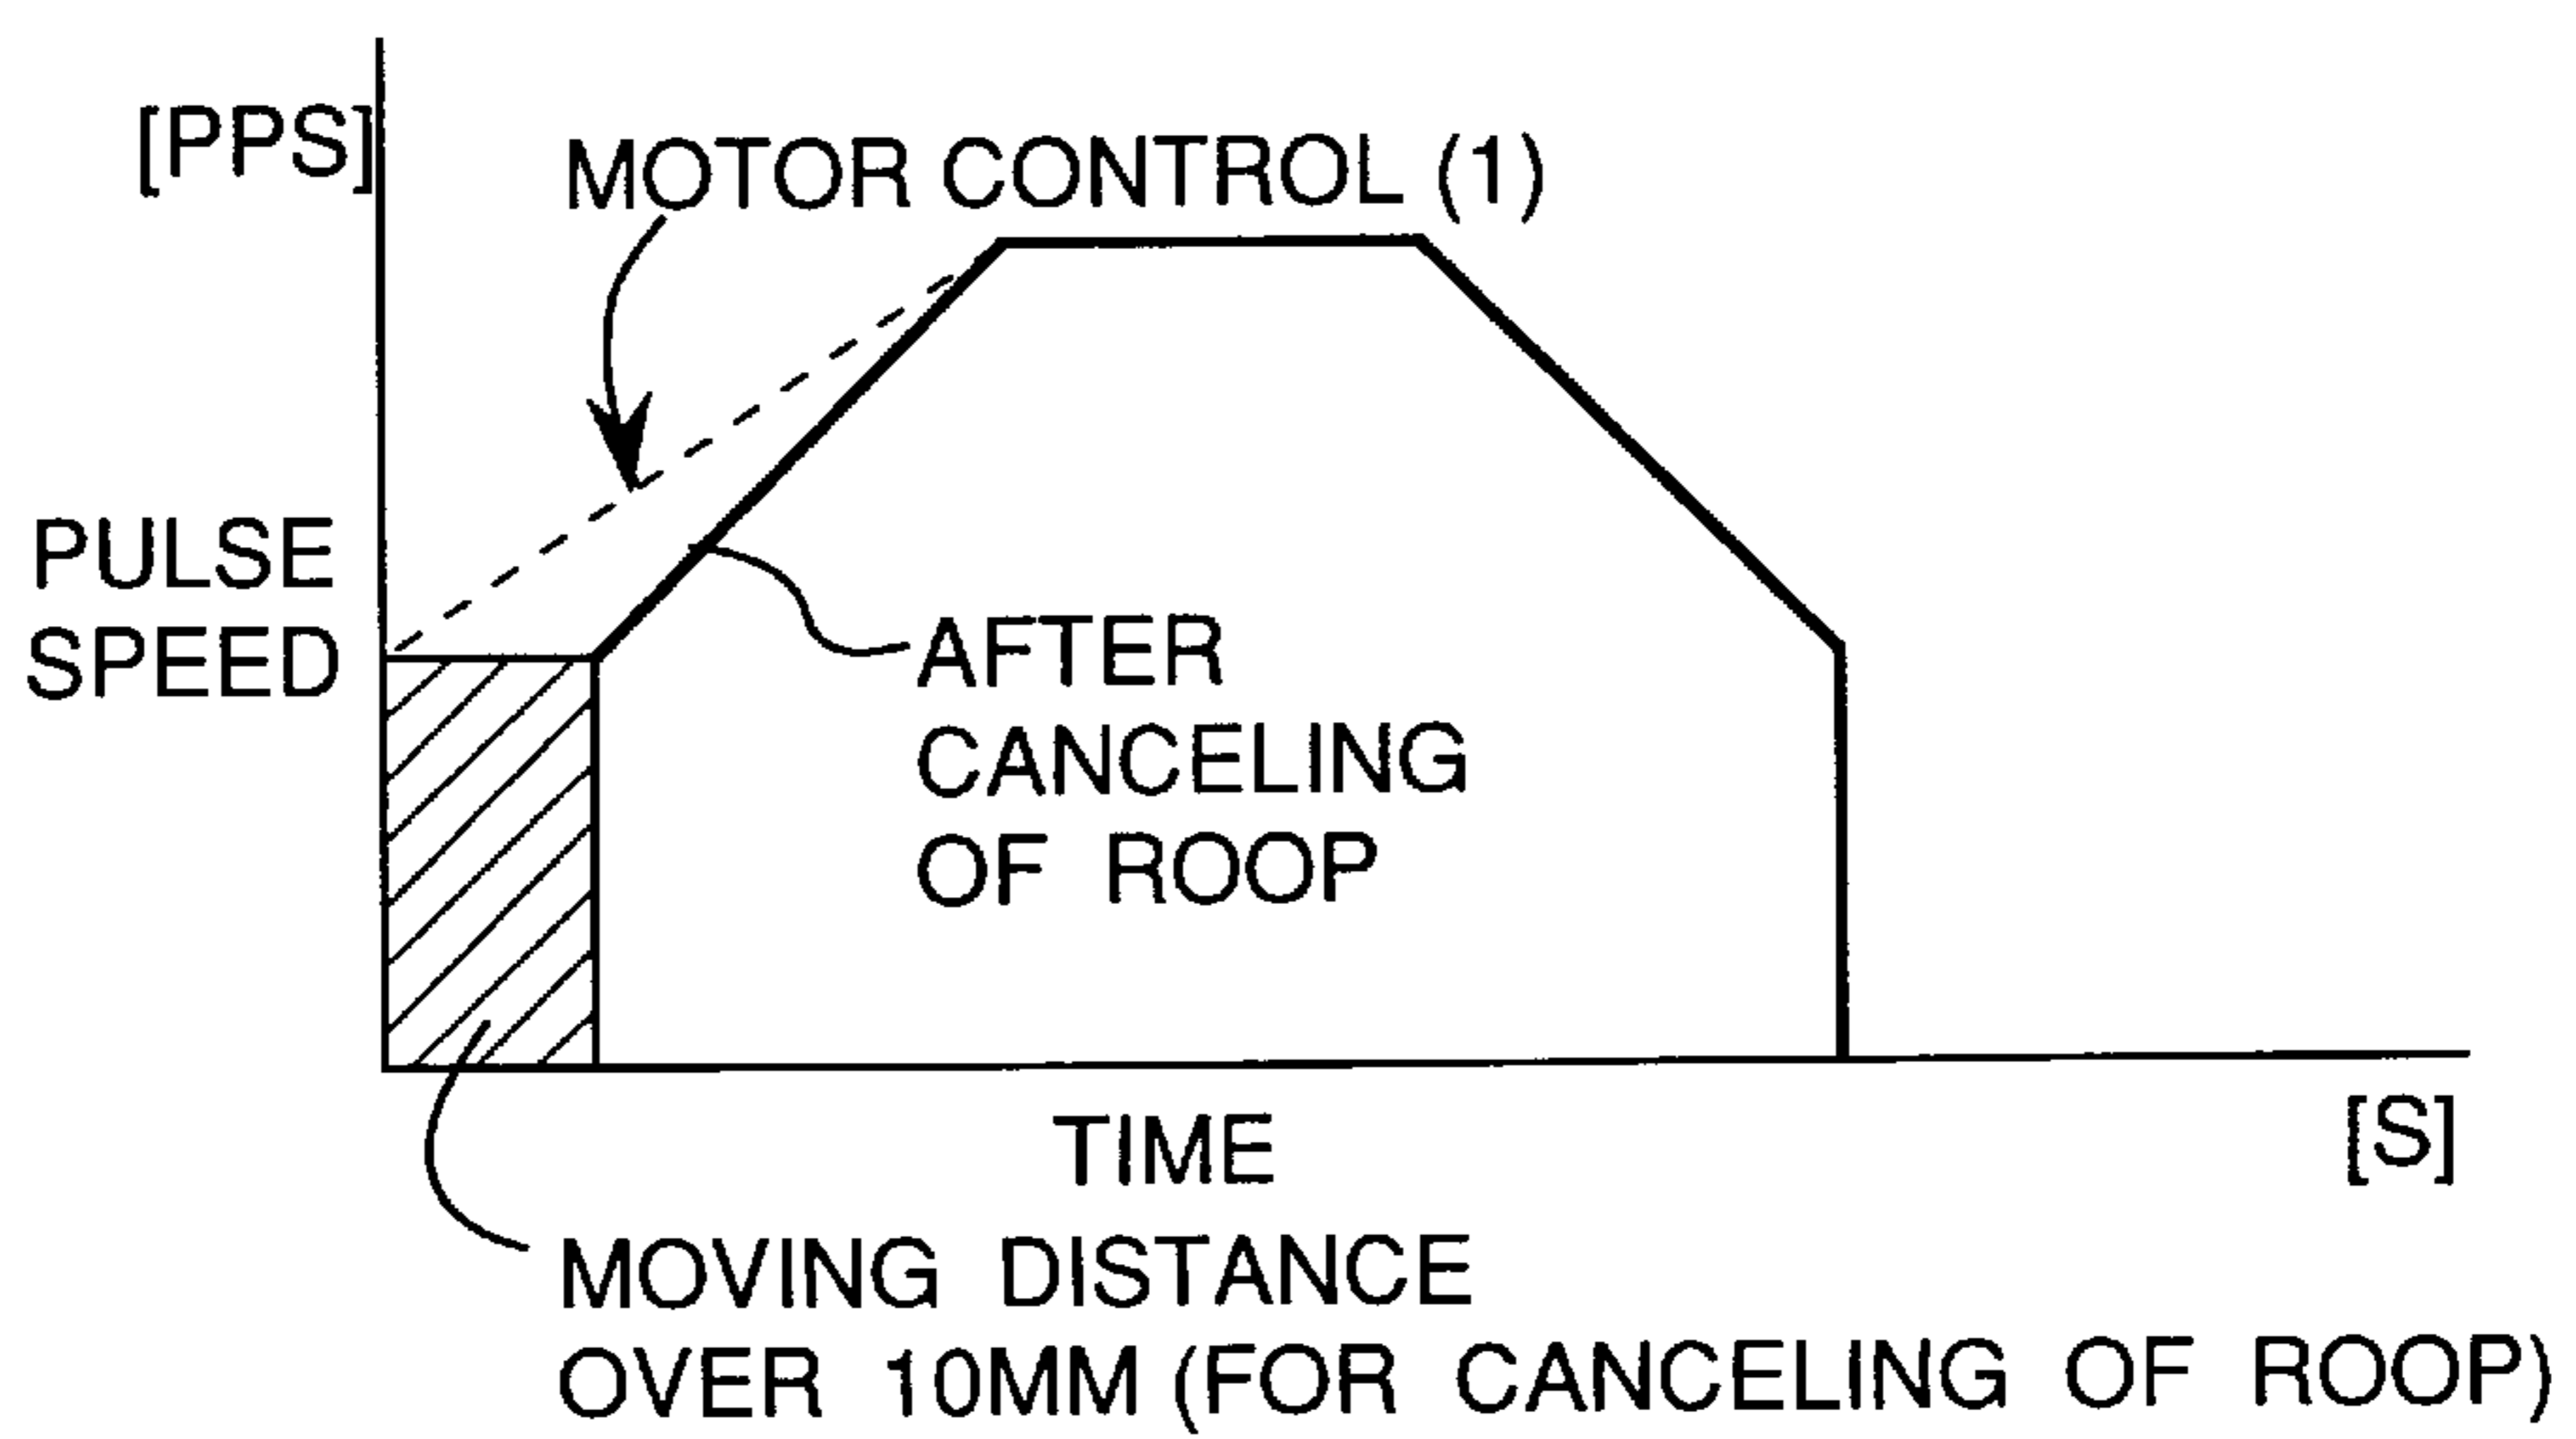 [PPS]
MOTOR CONTROL (1)
PULSE
SPEED
AFTER
CANCELING
OF ROOP
TIME
[S]
MOVING DISTANCE
OVER 10MM (FOR CANCELING OF ROOP)